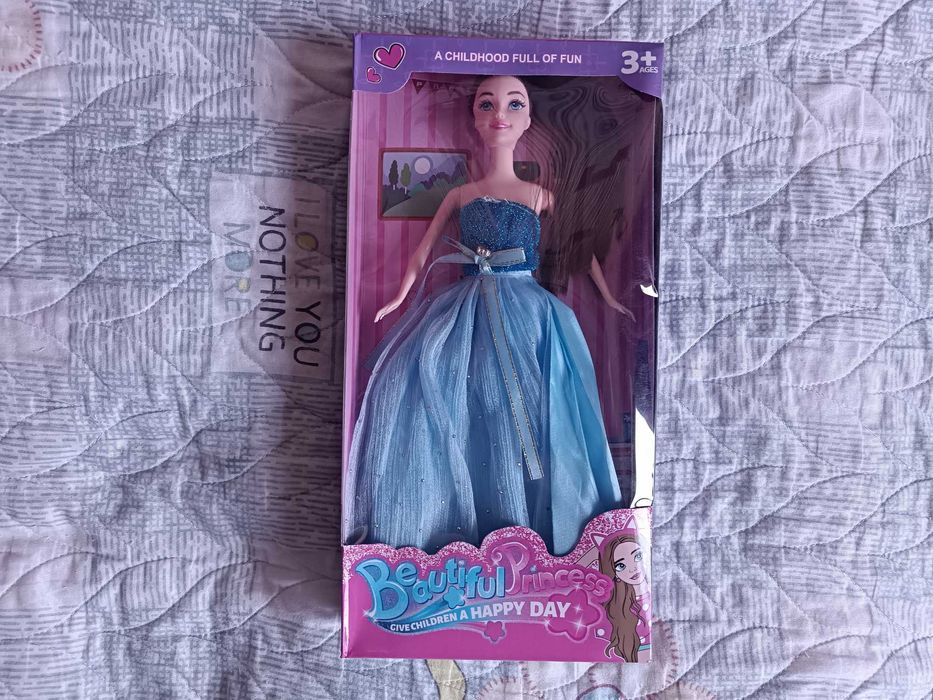 A CHILDHOOD FULL OF FUN
3+
AGES
I LOVE YOU
NOTHING
MORE
Beautiful Princess
GIVE CHILDREN A HAPPY DAY